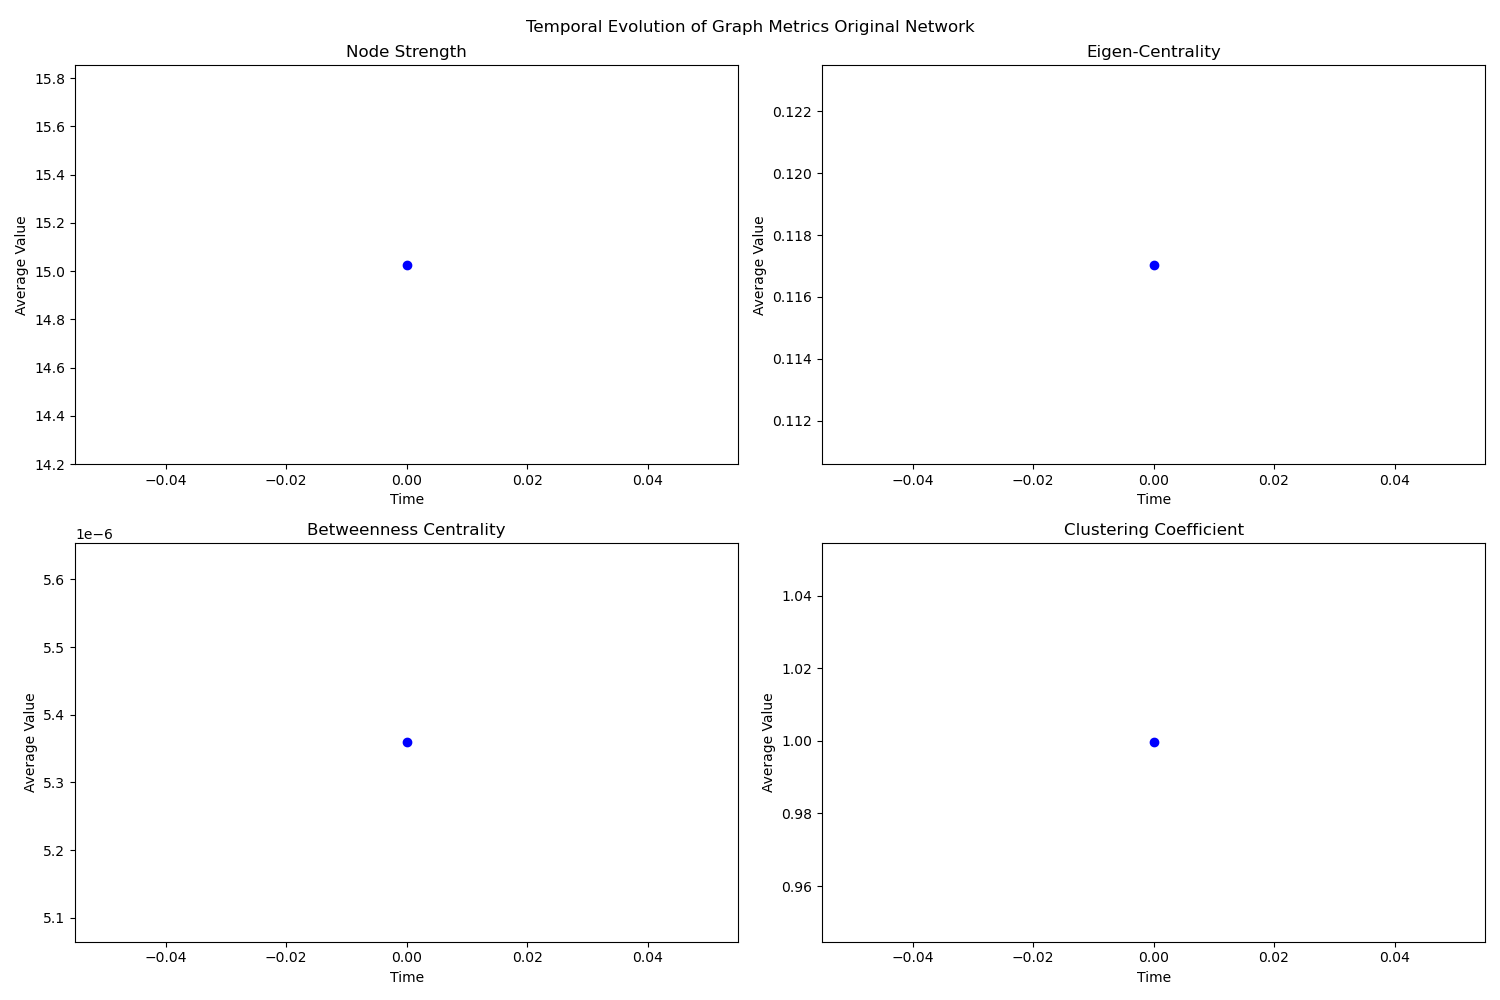 Temporal Evolution of Graph Metrics Original Network
Node Strength
15.8
15.6
15.4
15.2
15.0
14.8
14.6
14.4
14.2
Average Value
−0.04 −0.02 0.00 0.02 0.04
Time
Eigen-Centrality
0.122
0.120
0.118
0.116
0.114
0.112
Average Value
−0.04 −0.02 0.00 0.02 0.04
Time
Betweenness Centrality
1e−6
5.6
5.5
5.4
5.3
5.2
5.1
Average Value
−0.04 −0.02 0.00 0.02 0.04
Time
Clustering Coefficient
1.04
1.02
1.00
0.98
0.96
Average Value
−0.04 −0.02 0.00 0.02 0.04
Time